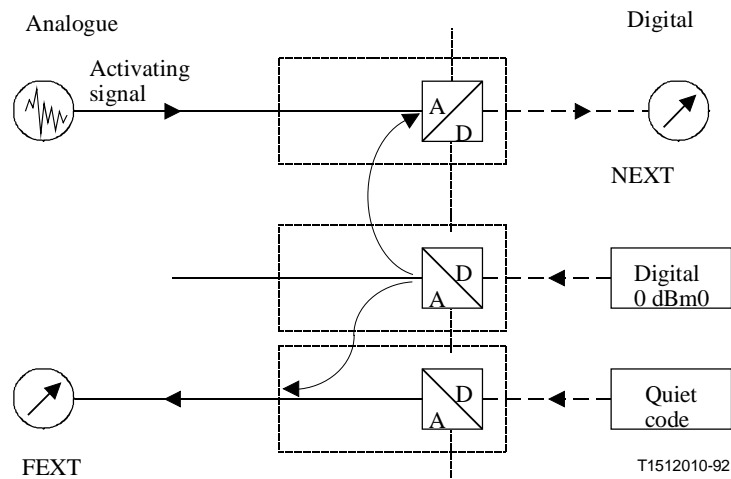 Analogue
Digital
Activating
signal
A
D
NEXT
D
A
Digital
0 dBm0
D
A
Quiet
code
FEXT
T1512010-92